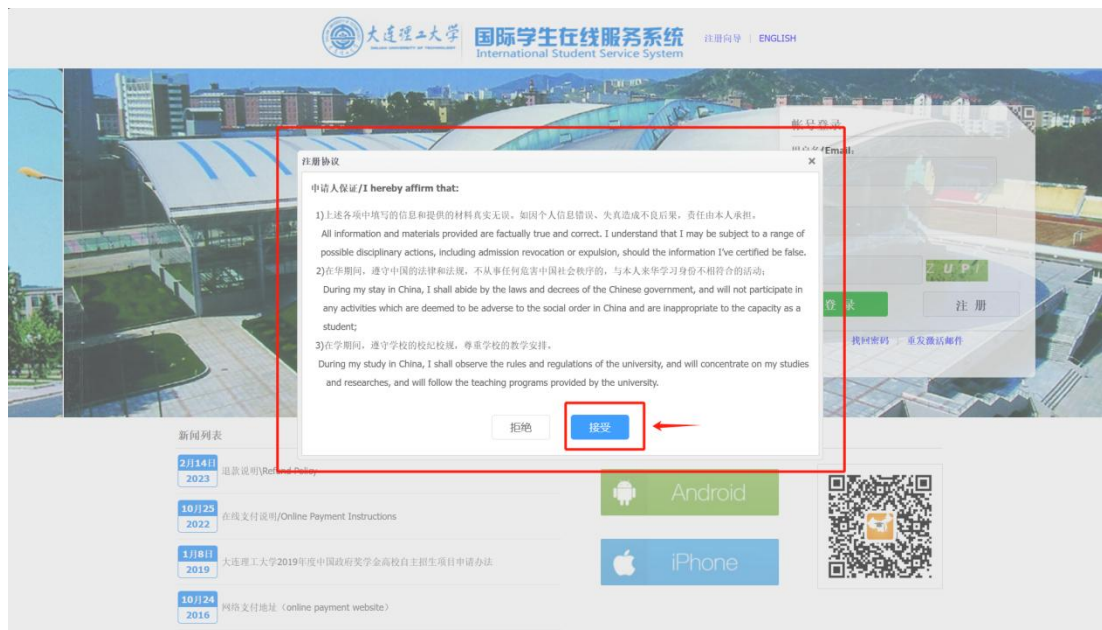 大连理工大学
DALIAN UNIVERSITY OF TECHNOLOGY
国际学生在线服务系统
International Student Service System
注册向导 | ENGLISH
帐号登录
用户名(Email)
注册协议
×
申请人保证/I hereby affirm that:
1)上述各项中填写的信息和提供的材料真实无误。如因个人信息错误、失真造成不良后果，责任由本人承担。
All information and materials provided are factually true and correct. I understand that I may be subject to a range of
possible disciplinary actions, including admission revocation or expulsion, should the information I've certified be false.
2)在华期间，遵守中国的法律和法规，不从事任何危害中国社会秩序的、与本人来华学习身份不相符合的活动;
During my stay in China, I shall abide by the laws and decrees of the Chinese government, and will not participate in
any activities which are deemed to be adverse to the social order in China and are inappropriate to the capacity as a
student;
3)在学期间，遵守学校的校纪校规，尊重学校的教学安排。
During my study in China, I shall observe the rules and regulations of the university, and will concentrate on my studies
and researches, and will follow the teaching programs provided by the university.
拒绝
接受
Z U P I
登 录
注 册
找回密码 | 重发激活邮件
新闻列表
2月14日
2023
退款说明\Refund Policy
10月25
2022
在线支付说明/Online Payment Instructions
1月8日
2019
大连理工大学2019年度中国政府奖学金高校自主招生项目申请办法
10月24
2016
网络支付地址（online payment website）
Android
iPhone